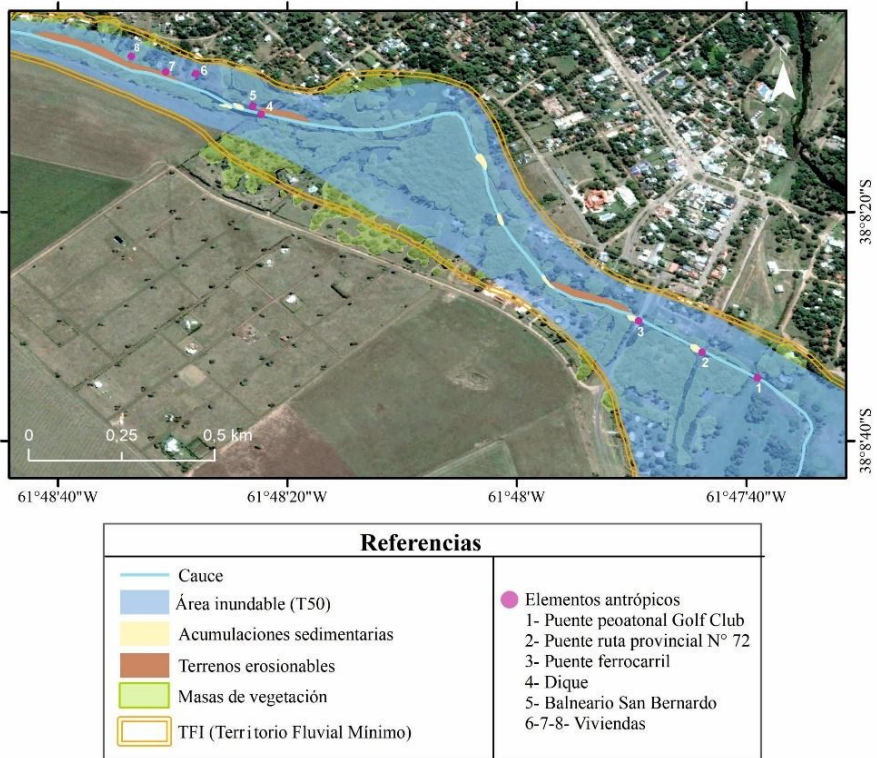 8
7
6
5
4
3
2
1
0
0,25
0,5 km
38°8'20"S
38°8'40"S
61°48'40"W
61°48'20"W
61°48'W
61°47'40"W
Referencias
Cauce
Área inundable (T50)
Acumulaciones sedimentarias
Terrenos erosionables
Masas de vegetación
TFI (Territorio Fluvial Mínimo)
Elementos antrópicos
1- Puente peoatonal Golf Club
2- Puente ruta provincial N° 72
3- Puente ferrocarril
4- Dique
5- Balneario San Bernardo
6-7-8- Viviendas